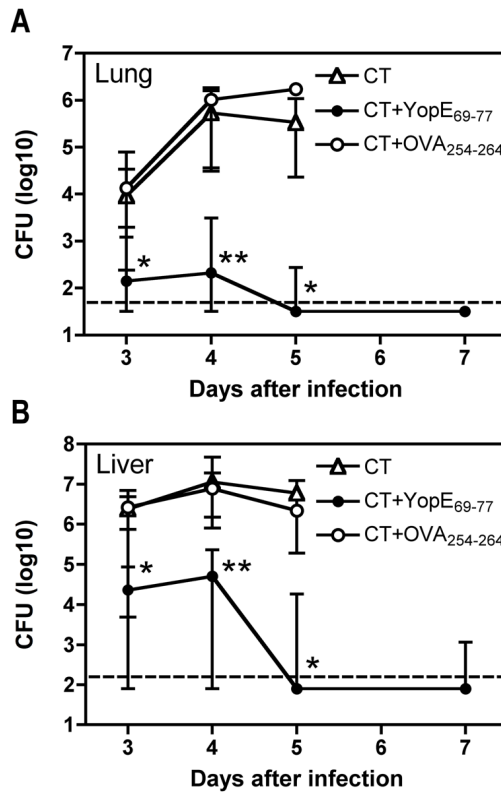 A
Lung
CT
CT+YopE69-77
CT+OVA254-264
CFU (log10)
7
6
5
4
3
2
1
*
**
*
3
4
5
6
7
Days after infection
B
Liver
CT
CT+YopE69-77
CT+OVA254-264
CFU (log10)
8
7
6
5
4
3
2
1
*
**
*
3
4
5
6
7
Days after infection